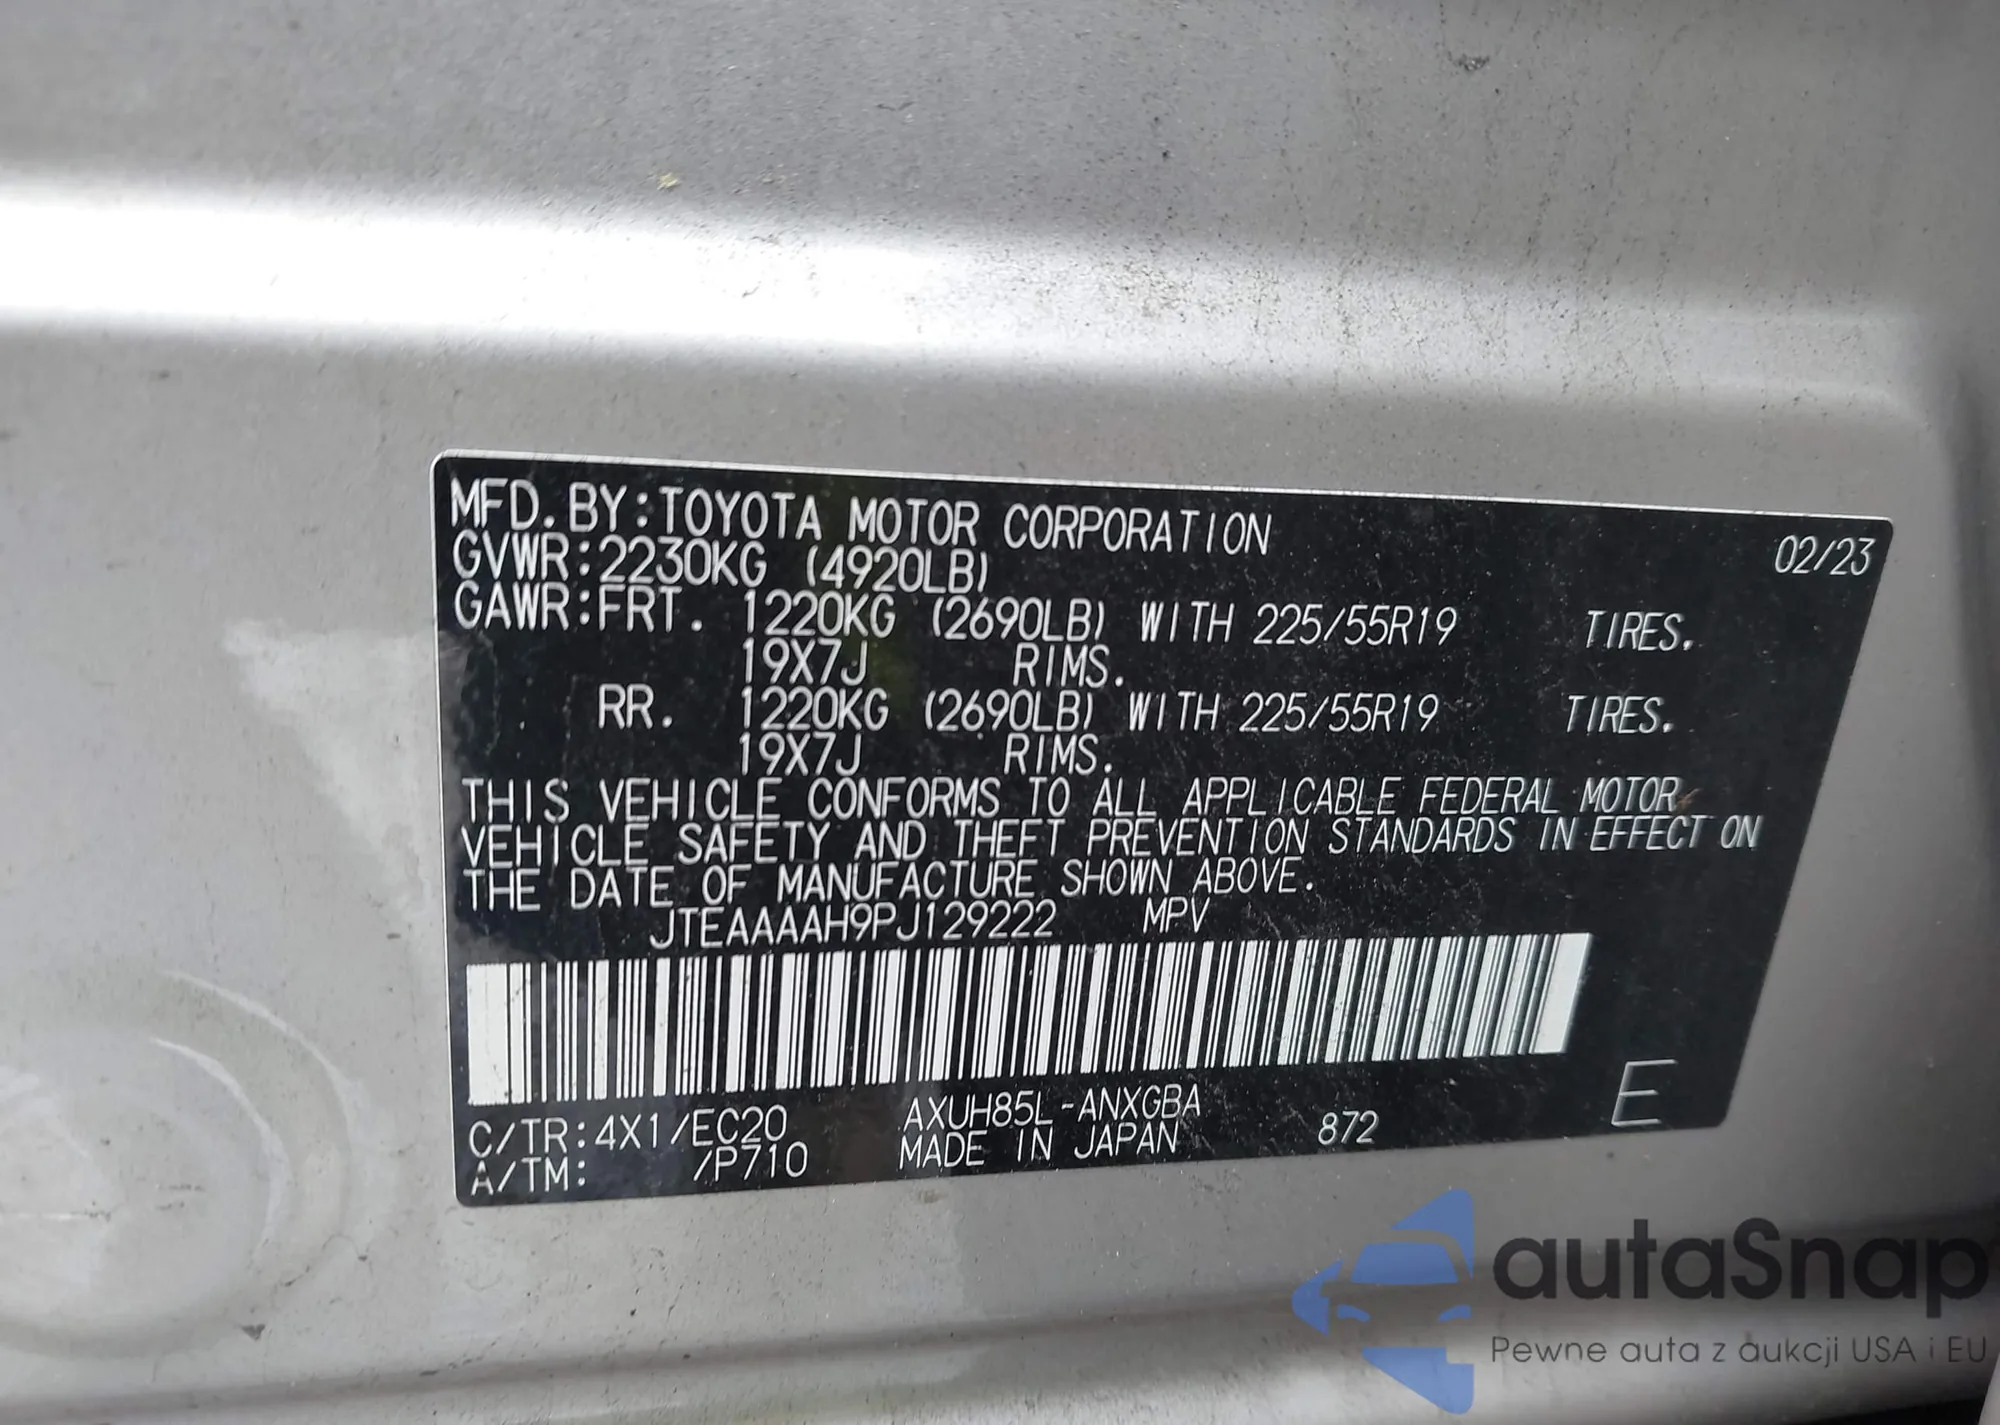 MFD. BY:TOYOTA MOTOR CORPORATION 02/23
GVWR:2230KG (4920LB)
GAWR:FRT. 1220KG (2690LB) WITH 225/55R19 TIRES.
19X7J RIMS.
RR. 1220KG (2690LB) WITH 225/55R19 TIRES.
19X7J RIMS.
THIS VEHICLE CONFORMS TO ALL APPLICABLE FEDERAL MOTOR
VEHICLE SAFETY AND THEFT PREVENTION STANDARDS IN EFFECT ON
THE DATE OF MANUFACTURE SHOWN ABOVE.
JTEAAAAH9PJ129222 MPV
C/TR:4X1/EC20 AXUH85L-ANXGBA
A/TM: /P710 MADE IN JAPAN 872 E
autaSnap
Pewne auta z aukcji USA i EU